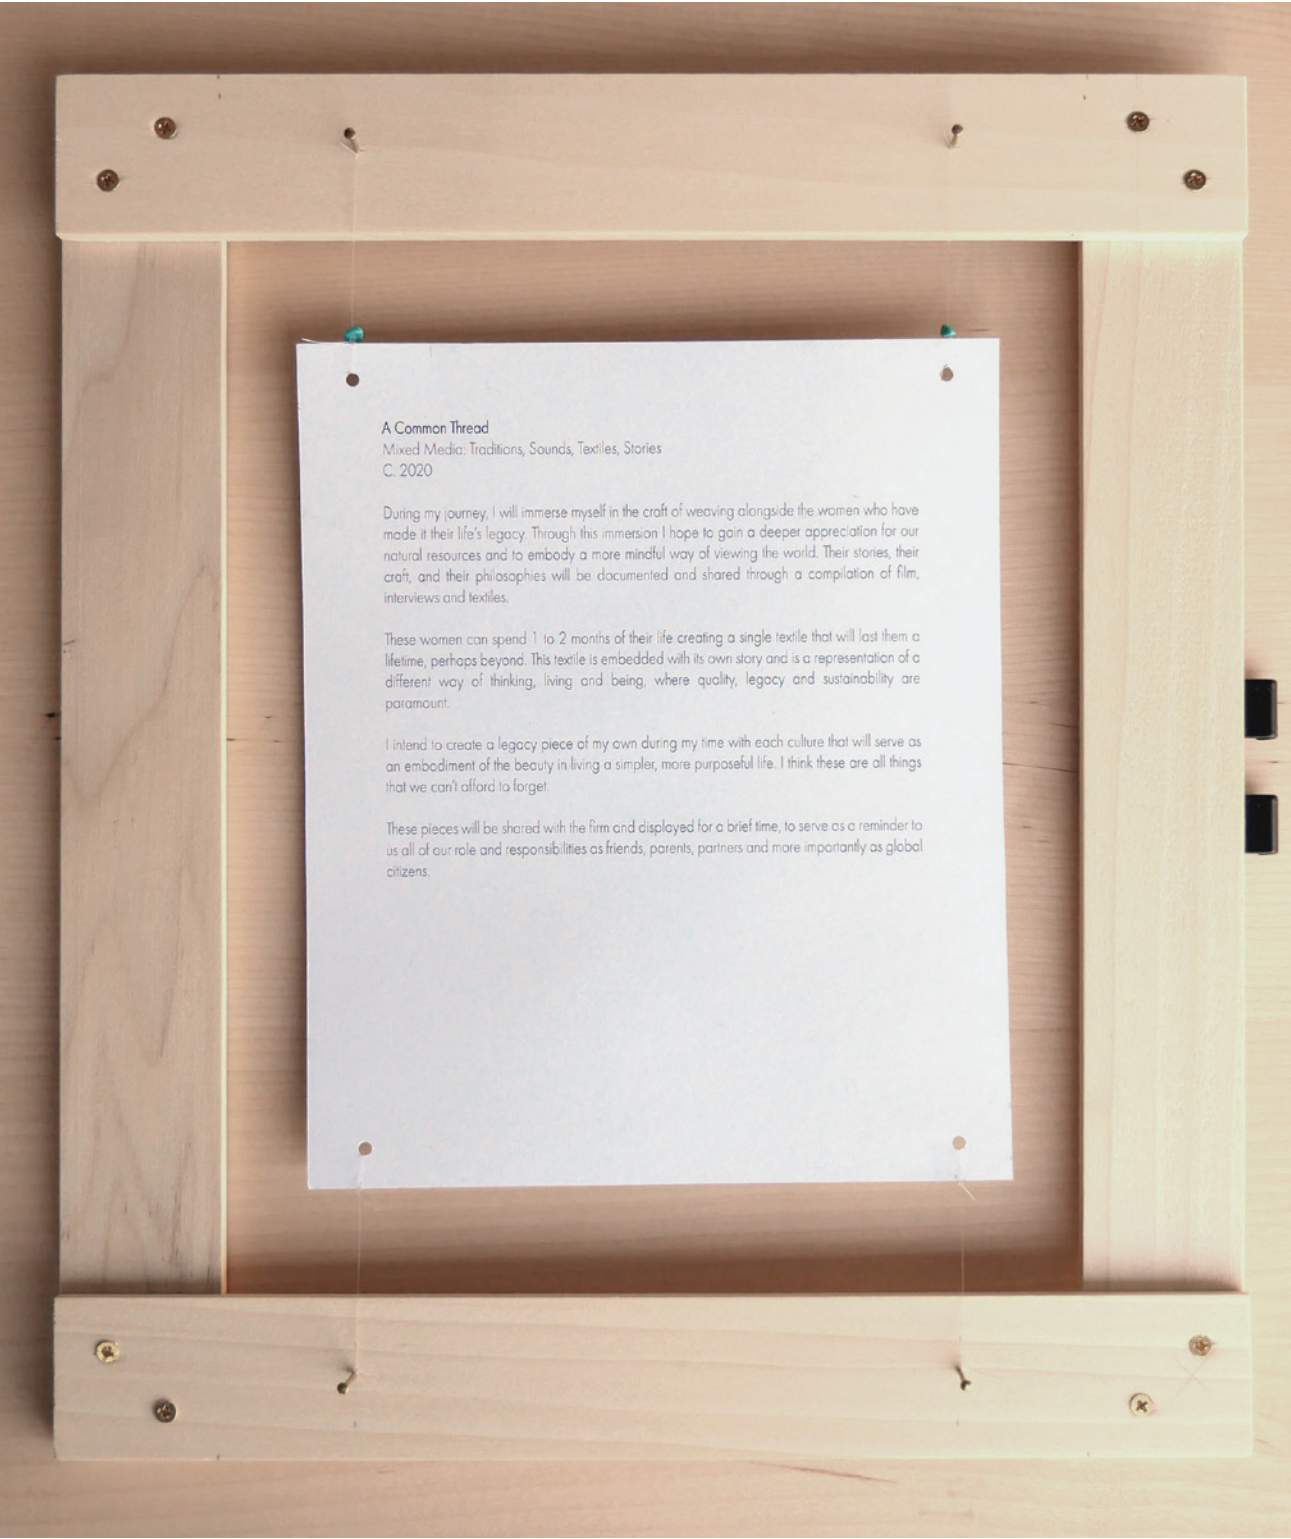 A Common Thread
Mixed Media: Traditions, Sounds, Textiles, Stories
C. 2020
During my journey, I will immerse myself in the craft of weaving alongside the women who have
made it their life's legacy. Through this immersion I hope to gain a deeper appreciation for our
natural resources and to embody a more mindful way of viewing the world. Their stories, their
craft, and their philosophies will be documented and shared through a compilation of film,
interviews and textiles.
These women can spend 1 to 2 months of their life creating a single textile that will last them a
lifetime, perhaps beyond. This textile is embedded with its own story and is a representation of a
different way of thinking, living and being, where quality, legacy and sustainability are
paramount.
I intend to create a legacy piece of my own during my time with each culture that will serve as
an embodiment of the beauty in living a simpler, more purposeful life. I think these are all things
that we can't afford to forget.
These pieces will be shared with the firm and displayed for a brief time, to serve as a reminder to
us all of our role and responsibilities as friends, parents, partners and more importantly as global
citizens.